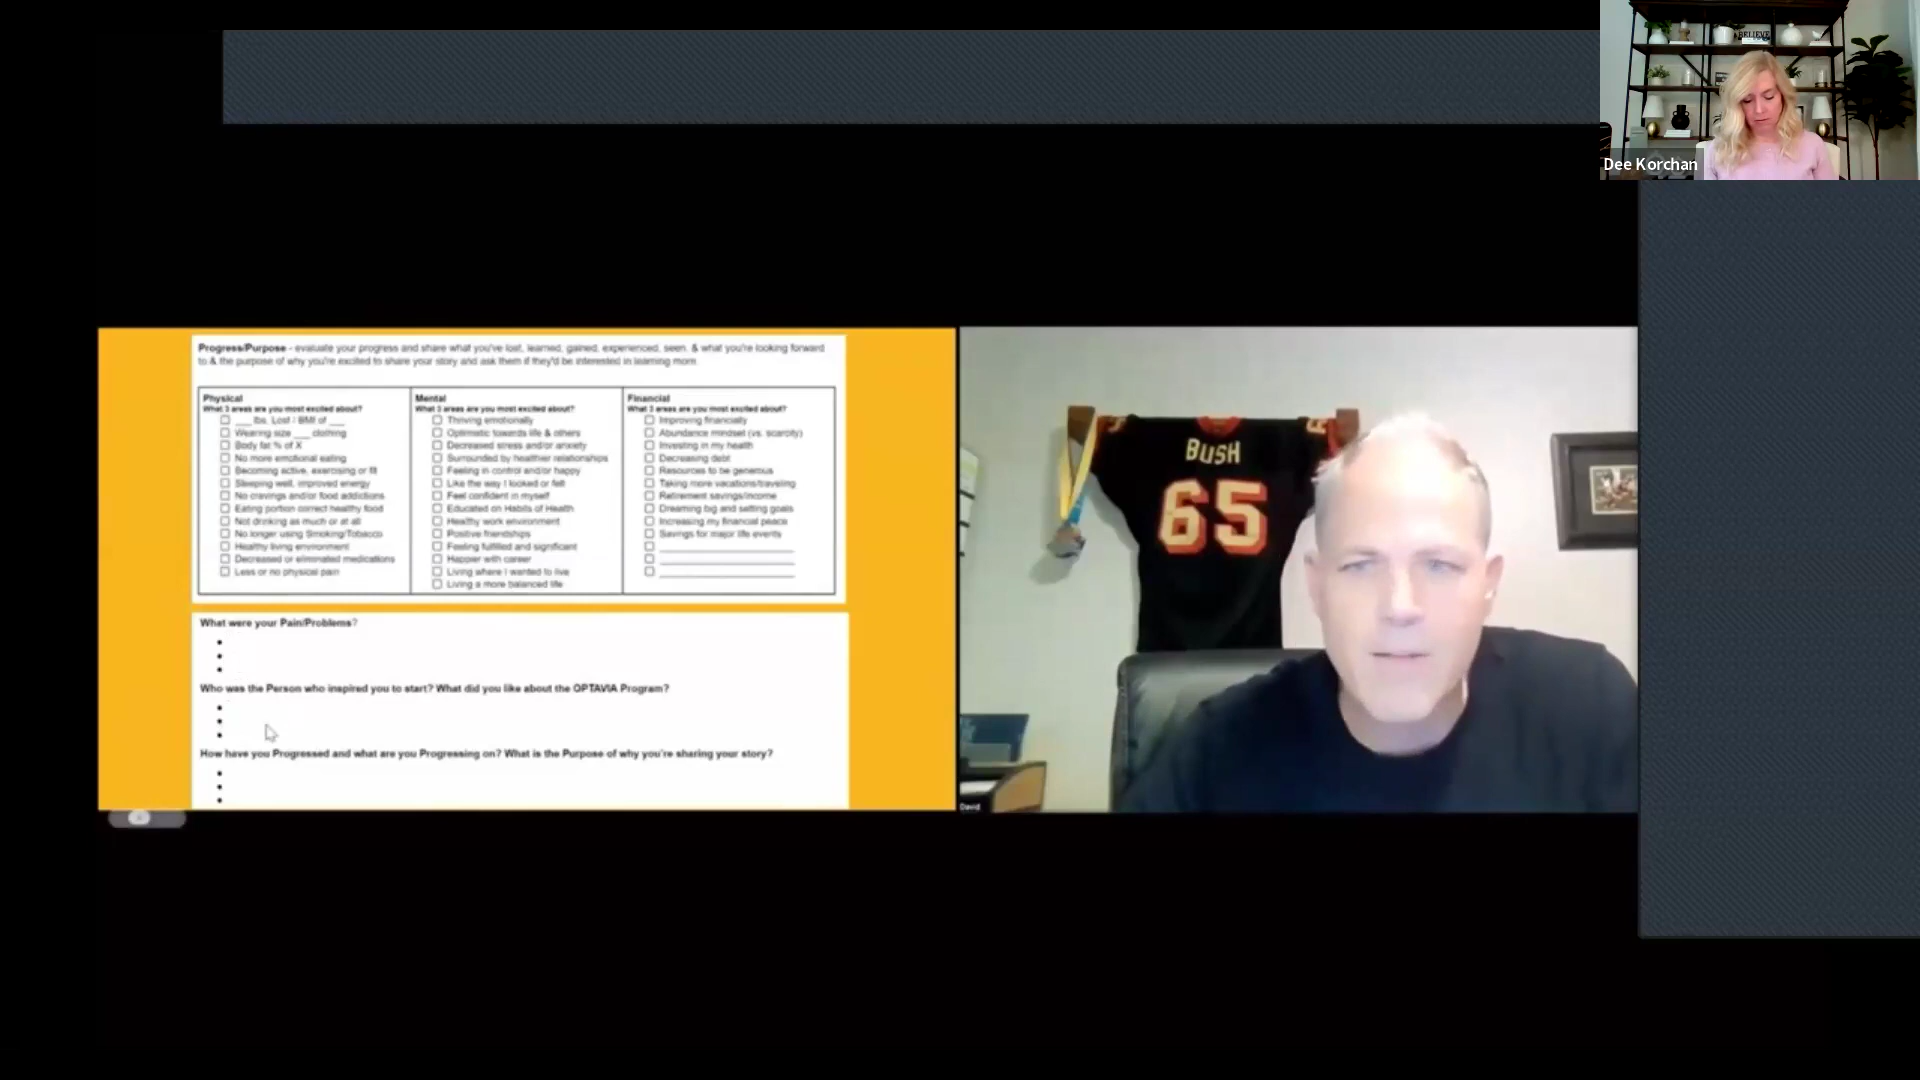 BELIEVE
Dee Korchan
Progress/Purpose - evaluate your progress and share what you've lost, learned, gained, experienced, seen, & what you're looking forward
to & the purpose of why you're excited to share your story and ask them if they'd be interested in learning more.
Physical
What 3 areas are you most excited about?
___ lbs. Lost / BMI of ___
Wearing size ___ clothing
Body fat % of X
No more emotional eating
Becoming active, exercising or fit
Sleeping well, improved energy
No cravings and/or food addictions
Eating portion correct healthy food
Not drinking as much or at all
No longer using Smoking/Tobacco
Healthy living environment
Decreased or eliminated medications
Less or no physical pain
Mental
What 3 areas are you most excited about?
Thriving emotionally
Optimistic towards life & others
Decreased stress and/or anxiety
Surrounded by healthier relationships
Feeling in control and/or happy
Like the way I looked or felt
Feel confident in myself
Educated on Habits of Health
Healthy work environment
Positive friendships
Feeling fulfilled and significant
Happier with career
Living where I wanted to live
Living a more balanced life
Financial
What 3 areas are you most excited about?
Improving financially
Abundance mindset (vs. scarcity)
Investing in my health
Decreasing debt
Resources to be generous
Taking more vacations/traveling
Retirement savings/income
Dreaming big and setting goals
Increasing my financial peace
Savings for major life events
What were your Pain/Problems?
Who was the Person who inspired you to start? What did you like about the OPTAVIA Program?
How have you Progressed and what are you Progressing on? What is the Purpose of why you're sharing your story?
BUSH
65
David